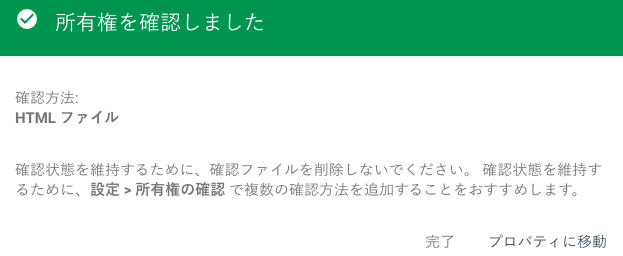 所有権を確認しました
確認方法:
HTML ファイル
確認状態を維持するために、確認ファイルを削除しないでください。 確認状態を維持す
るために、設定 > 所有権の確認 で複数の確認方法を追加することをおすすめします。
完了 プロパティに移動